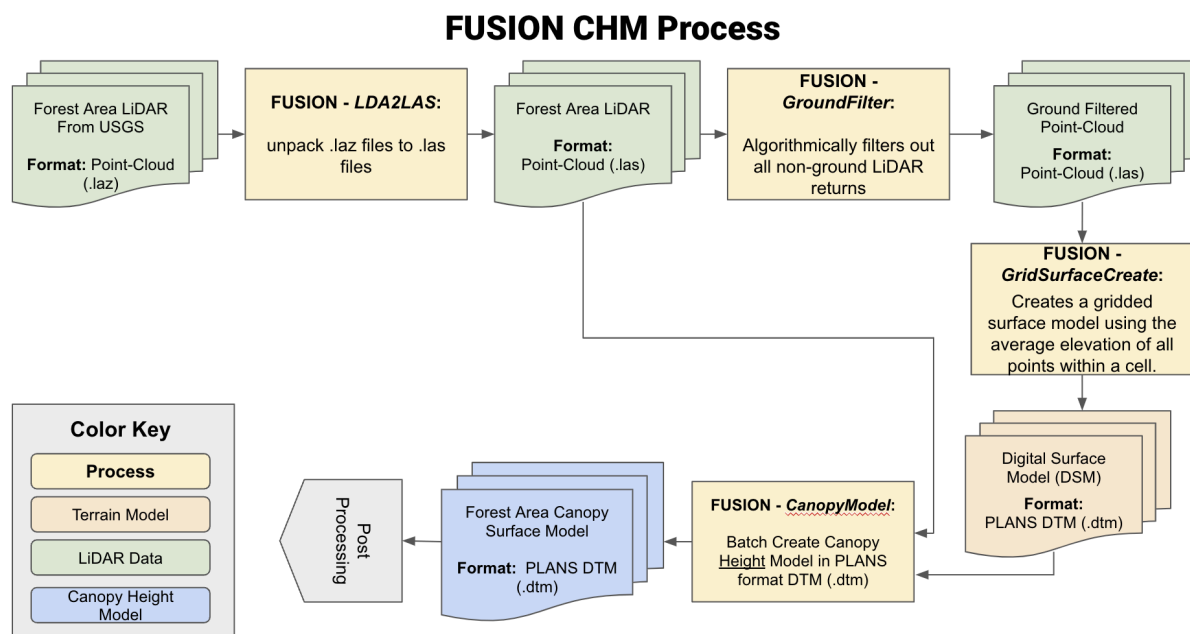 FUSION CHM Process
Forest Area LiDAR
From USGS
Format: Point-Cloud
(.laz)
FUSION - LDA2LAS:
unpack .laz files to .las
files
Forest Area LiDAR
Format:
Point-Cloud (.las)
FUSION -
GroundFilter:
Algorithmically filters out
all non-ground LiDAR
returns
Ground Filtered
Point-Cloud
Format:
Point-Cloud (.las)
FUSION -
GridSurfaceCreate:
Creates a gridded
surface model using the
average elevation of all
points within a cell.
Digital Surface
Model (DSM)
Format:
PLANS DTM (.dtm)
FUSION - CanopyModel:
Batch Create Canopy
Height Model in PLANS
format DTM (.dtm)
Forest Area Canopy
Surface Model
Format: PLANS DTM
(.dtm)
Post
Processing
Color Key
Process
Terrain Model
LiDAR Data
Canopy Height
Model